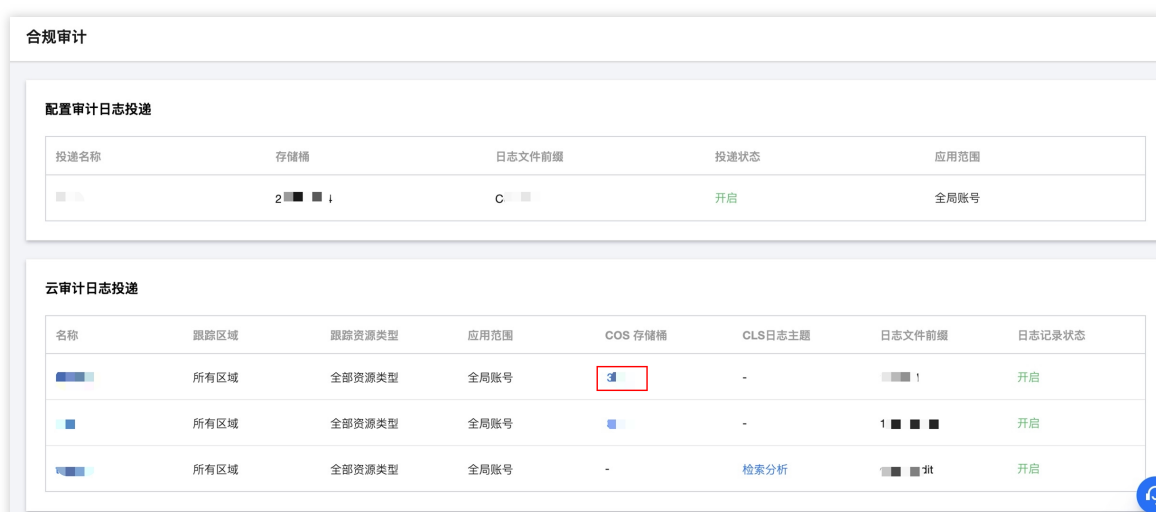 合规审计
配置审计日志投递
投递名称 存储桶 日志文件前缀 投递状态 应用范围
开启 全局账号
云审计日志投递
名称 跟踪区域 跟踪资源类型 应用范围 COS 存储桶 CLS日志主题 日志文件前缀 日志记录状态
所有区域 全部资源类型 全局账号 - 开启
所有区域 全部资源类型 全局账号 - 开启
所有区域 全部资源类型 全局账号 - 检索分析 开启